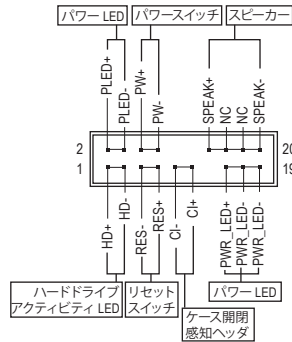 パワー LED
パワースイッチ
スピーカー
PLED+
PLED-
PW+
PW-
SPEAK+
NC
NC
SPEAK-
2
20
1
19
HD+
HD-
RES-
RES+
CI-
CI+
PWR_LED+
PWR_LED-
PWR_LED-
ハードドライブ
アクティビティ LED
リセット
スイッチ
パワー LED
ケース開閉
感知ヘッダ